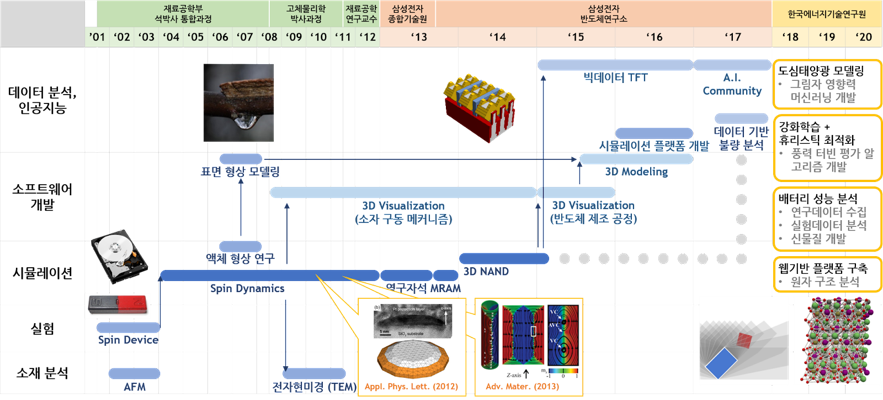 재료공학부
석박사 통합과정
고체물리학
박사과정
재료공학
연구교수
삼성전자
종합기술원
삼성전자
반도체연구소
한국에너지기술연구원
‘01 ‘02 ‘03 ‘04 ‘05 ‘06 ‘07 ‘08 ‘09 ‘10 ‘11 ‘12 ‘13 ‘14 ‘15 ‘16 ‘17 ‘18 ‘19 ‘20
데이터 분석,
인공지능
빅데이터 TFT
A.I.
Community
도심태양광 모델링
• 그림자 영향력
머신러닝 개발
시뮬레이션 플랫폼 개발
데이터 기반
불량 분석
강화학습 +
휴리스틱 최적화
• 풍력 터빈 평가 알
고리즘 개발
소프트웨어
개발
표면 형상 모델링
3D Modeling
3D Visualization
(소자 구동 메커니즘)
3D Visualization
(반도체 제조 공정)
배터리 성능 분석
• 연구데이터 수집
• 실험데이터 분석
• 신물질 개발
시뮬레이션
액체 형상 연구
Spin Dynamics
영구자석 MRAM
3D NAND
웹기반 플랫폼 구축
• 원자 구조 분석
실험
Spin Device
소재 분석
AFM
전자현미경 (TEM)
5 nm
SiO₂ substrate
Appl. Phys. Lett. (2012)
VC
AVC
VC
Z-axis
-1 0 1
Adv. Mater. (2013)